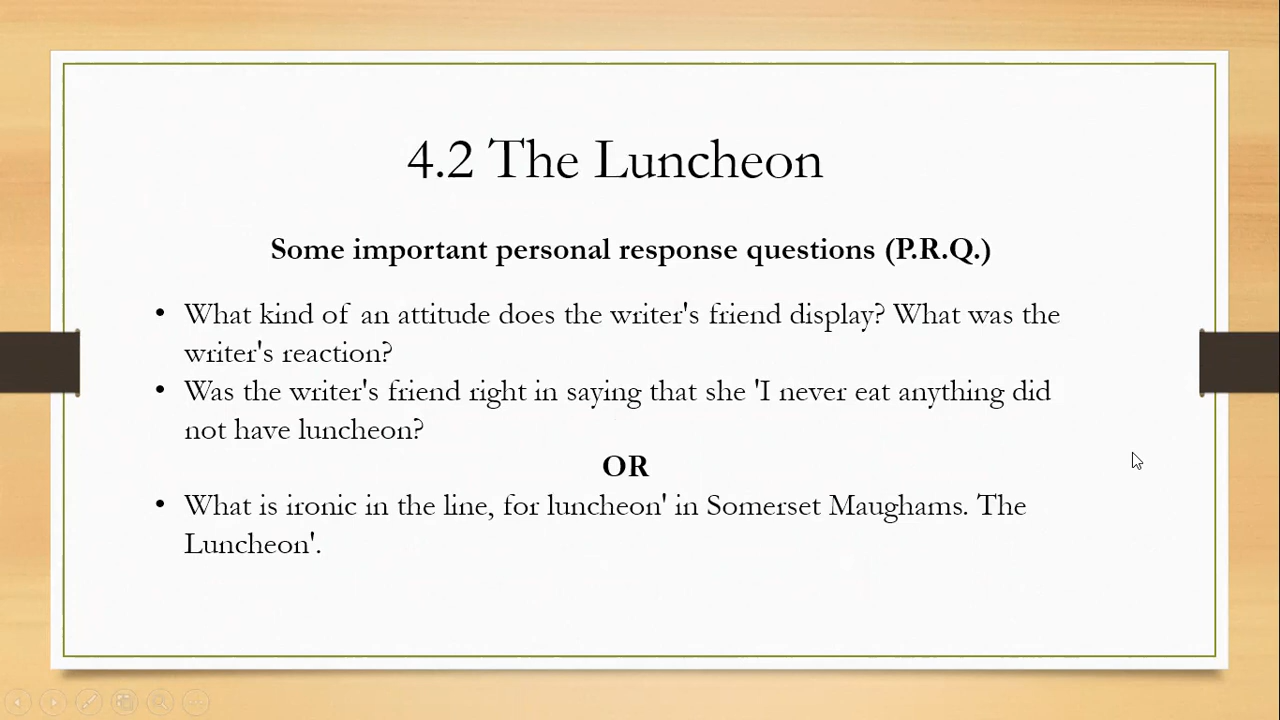 4.2 The Luncheon
Some important personal response questions (P.R.Q.)
• What kind of an attitude does the writer's friend display? What was the
writer's reaction?
• Was the writer's friend right in saying that she 'I never eat anything did
not have luncheon?
OR
• What is ironic in the line, for luncheon' in Somerset Maughams. The
Luncheon'.